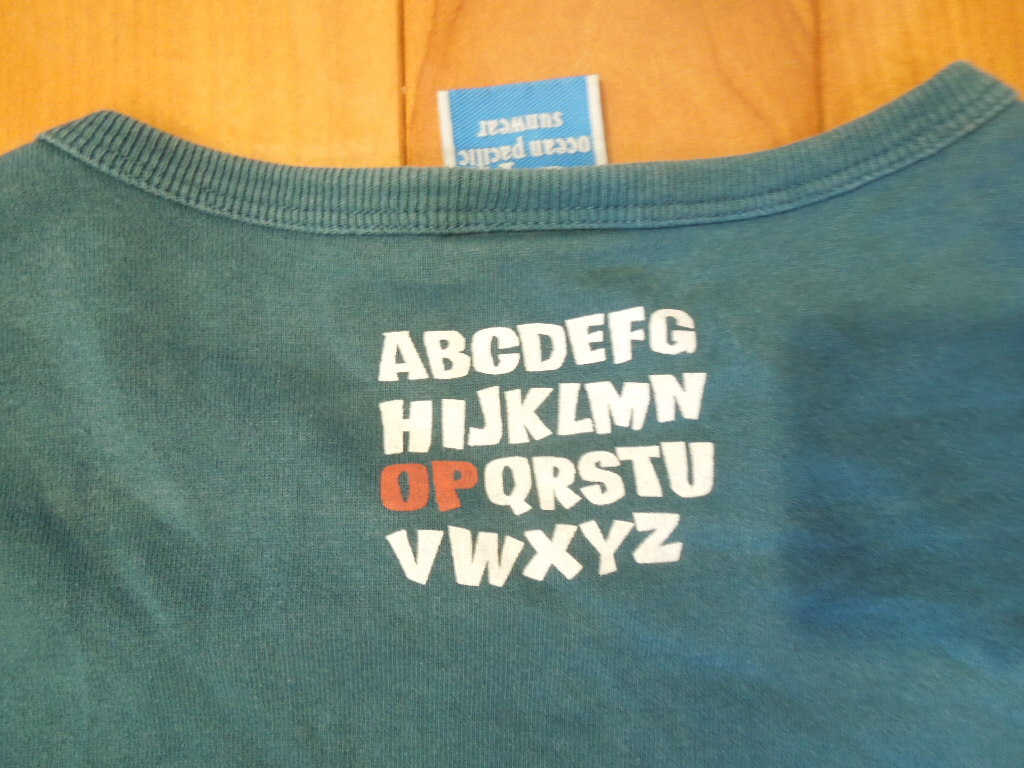 ocean pacific
sunwear
ABCDEFG
HIJKLMN
OPQRSTU
VWXYZ